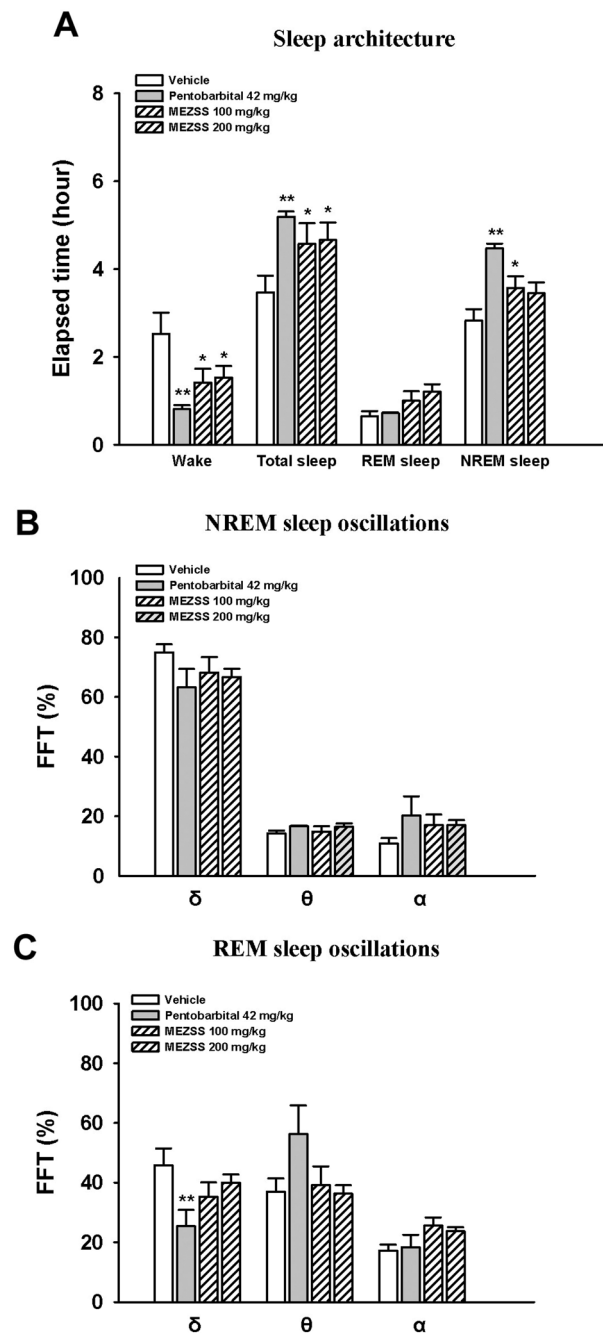 A
Sleep architecture
Vehicle
Pentobarbital 42 mg/kg
MEZSS 100 mg/kg
MEZSS 200 mg/kg
Elapsed time (hour)
8
6
4
2
0
**
*
*
**
*
*
**
*
Wake
Total sleep
REM sleep
NREM sleep
B
NREM sleep oscillations
Vehicle
Pentobarbital 42 mg/kg
MEZSS 100 mg/kg
MEZSS 200 mg/kg
FFT (%)
100
80
60
40
20
0
δ
θ
α
C
REM sleep oscillations
Vehicle
Pentobarbital 42 mg/kg
MEZSS 100 mg/kg
MEZSS 200 mg/kg
FFT (%)
100
80
60
40
20
0
**
δ
θ
α